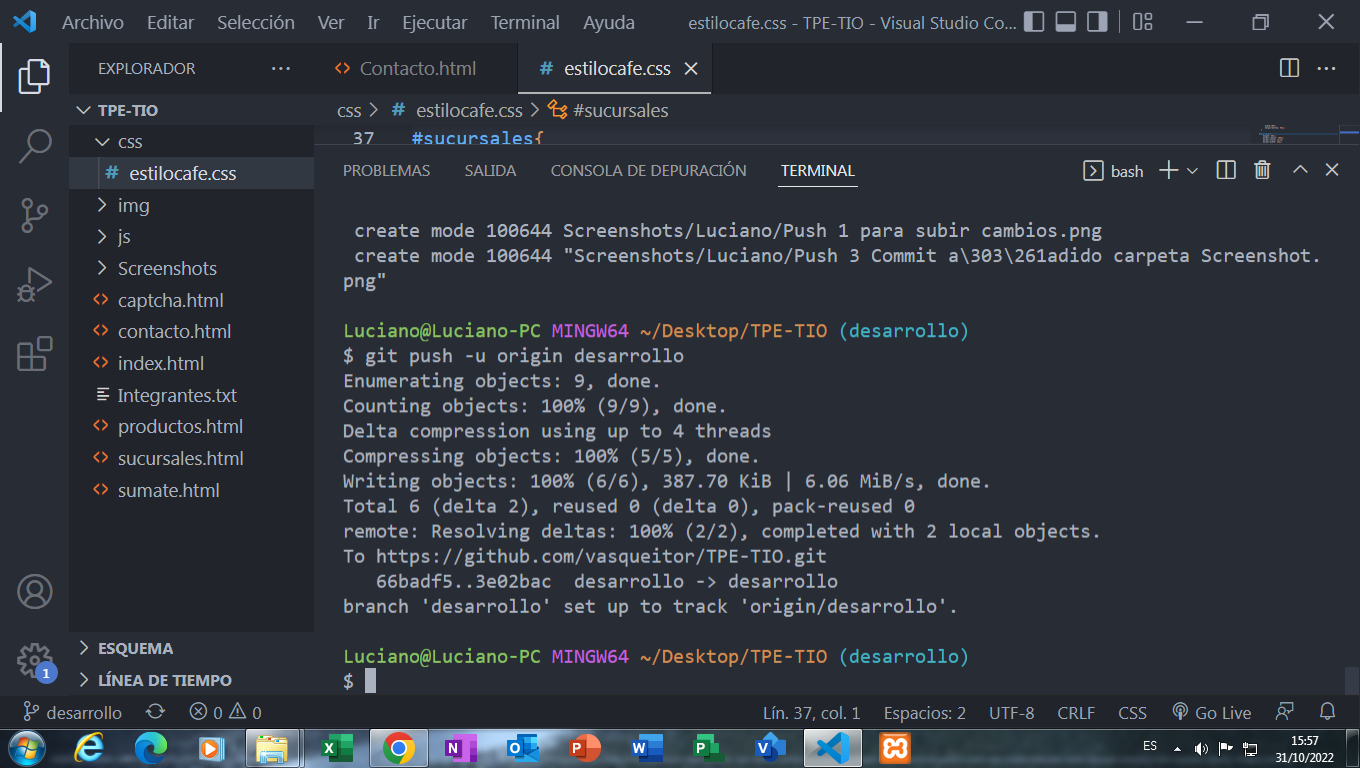 Archivo Editar Selección Ver Ir Ejecutar Terminal Ayuda estilocafe.css - TPE-TIO - Visual Studio Co...
EXPLORADOR ··· <> Contacto.html # estilocafe.css
TPE-TIO
css > # estilocafe.css > #sucursales
css
37 #sucursales{
# estilocafe.css
PROBLEMAS SALIDA CONSOLA DE DEPURACIÓN TERMINAL bash
img
js
Screenshots
<> captcha.html
<> contacto.html
<> index.html
Integrantes.txt
<> productos.html
<> sucursales.html
<> sumate.html
ESQUEMA
LÍNEA DE TIEMPO
1
create mode 100644 Screenshots/Luciano/Push 1 para subir cambios.png
create mode 100644 "Screenshots/Luciano/Push 3 Commit a\303\261adido carpeta Screenshot.
png"
Luciano@Luciano-PC MINGW64 ~/Desktop/TPE-TIO (desarrollo)
$ git push -u origin desarrollo
Enumerating objects: 9, done.
Counting objects: 100% (9/9), done.
Delta compression using up to 4 threads
Compressing objects: 100% (5/5), done.
Writing objects: 100% (6/6), 387.70 KiB | 6.06 MiB/s, done.
Total 6 (delta 2), reused 0 (delta 0), pack-reused 0
remote: Resolving deltas: 100% (2/2), completed with 2 local objects.
To https://github.com/vasqueitor/TPE-TIO.git
66badf5..3e02bac desarrollo -> desarrollo
branch 'desarrollo' set up to track 'origin/desarrollo'.
Luciano@Luciano-PC MINGW64 ~/Desktop/TPE-TIO (desarrollo)
$
desarrollo 0 0 Lín. 37, col. 1 Espacios: 2 UTF-8 CRLF CSS Go Live
ES 15:57
31/10/2022